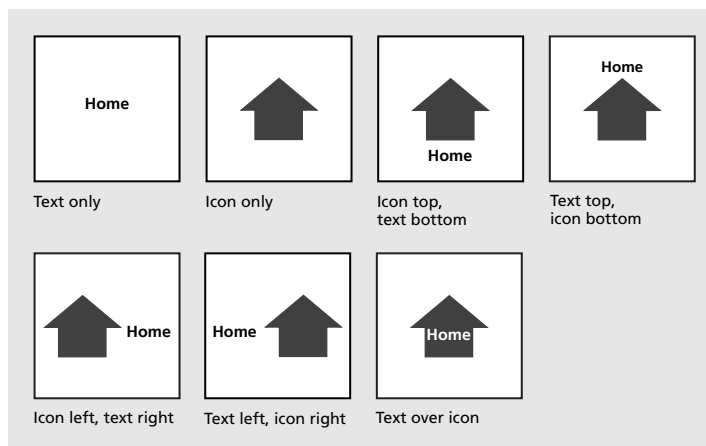 Home
Text only
Icon only
Home
Icon top,
text bottom
Home
Text top,
icon bottom
Home
Icon left, text right
Home
Text left, icon right
Home
Text over icon